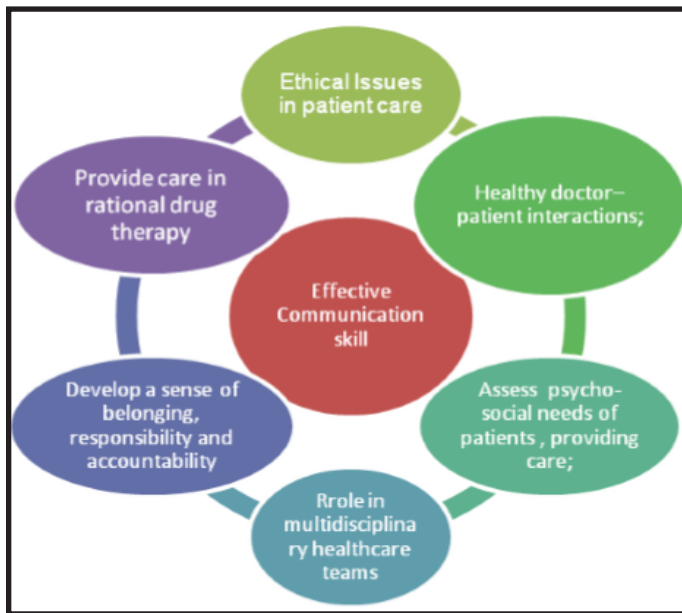 Ethical Issues
in patient care
Healthy doctor–
patient interactions;
Assess psycho-
social needs of
patients , providing
care;
Rrole in
multidisciplina
ry healthcare
teams
Develop a sense of
belonging,
responsibility and
accountability
Provide care in
rational drug
therapy
Effective
Communication
skill